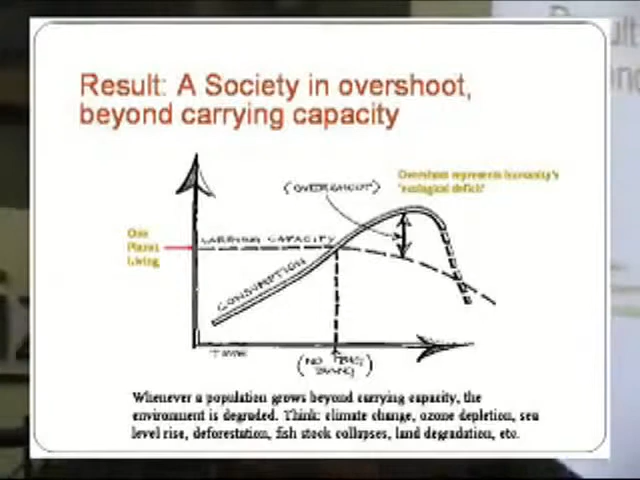 Result: A Society in overshoot,
beyond carrying capacity
(OVERSHOOT)
Overshoot represents humanity's
'ecological deficit'
One
Planet
Living
CARRYING CAPACITY
CONSUMPTION
TIME
(NO
Whenever a population grows beyond carrying capacity, the
environment is degraded. Think: climate change, ozone depletion, sea
level rise, deforestation, fish stock collapses, land degradation, etc.